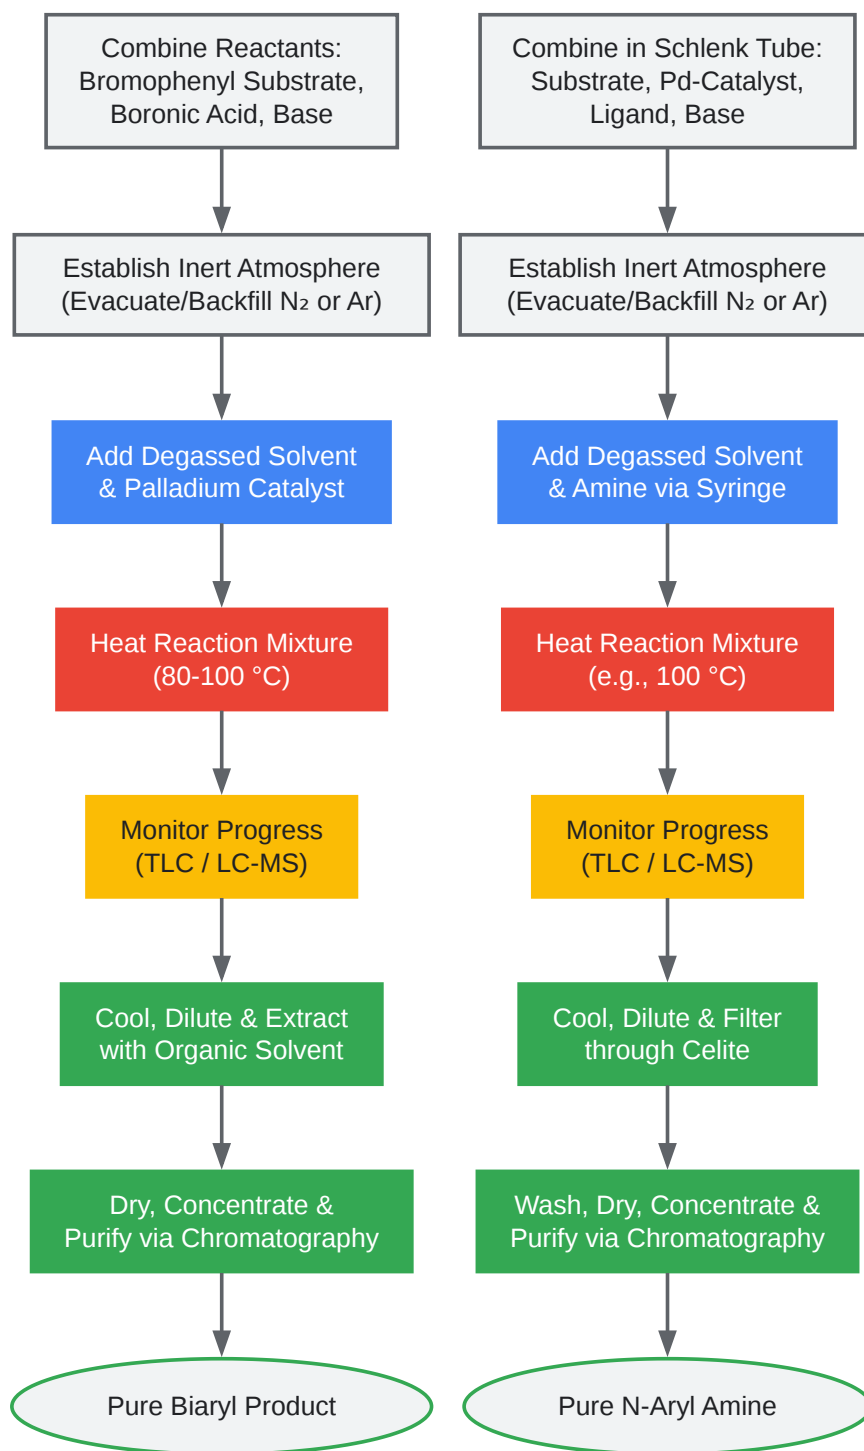 Combine Reactants:
Bromophenyl Substrate,
Boronic Acid, Base
Establish Inert Atmosphere
(Evacuate/Backfill N₂ or Ar)
Add Degassed Solvent
& Palladium Catalyst
Heat Reaction Mixture
(80-100 °C)
Monitor Progress
(TLC / LC-MS)
Cool, Dilute & Extract
with Organic Solvent
Dry, Concentrate &
Purify via Chromatography
Pure Biaryl Product
Combine in Schlenk Tube:
Substrate, Pd-Catalyst,
Ligand, Base
Establish Inert Atmosphere
(Evacuate/Backfill N₂ or Ar)
Add Degassed Solvent
& Amine via Syringe
Heat Reaction Mixture
(e.g., 100 °C)
Monitor Progress
(TLC / LC-MS)
Cool, Dilute & Filter
through Celite
Wash, Dry, Concentrate &
Purify via Chromatography
Pure N-Aryl Amine